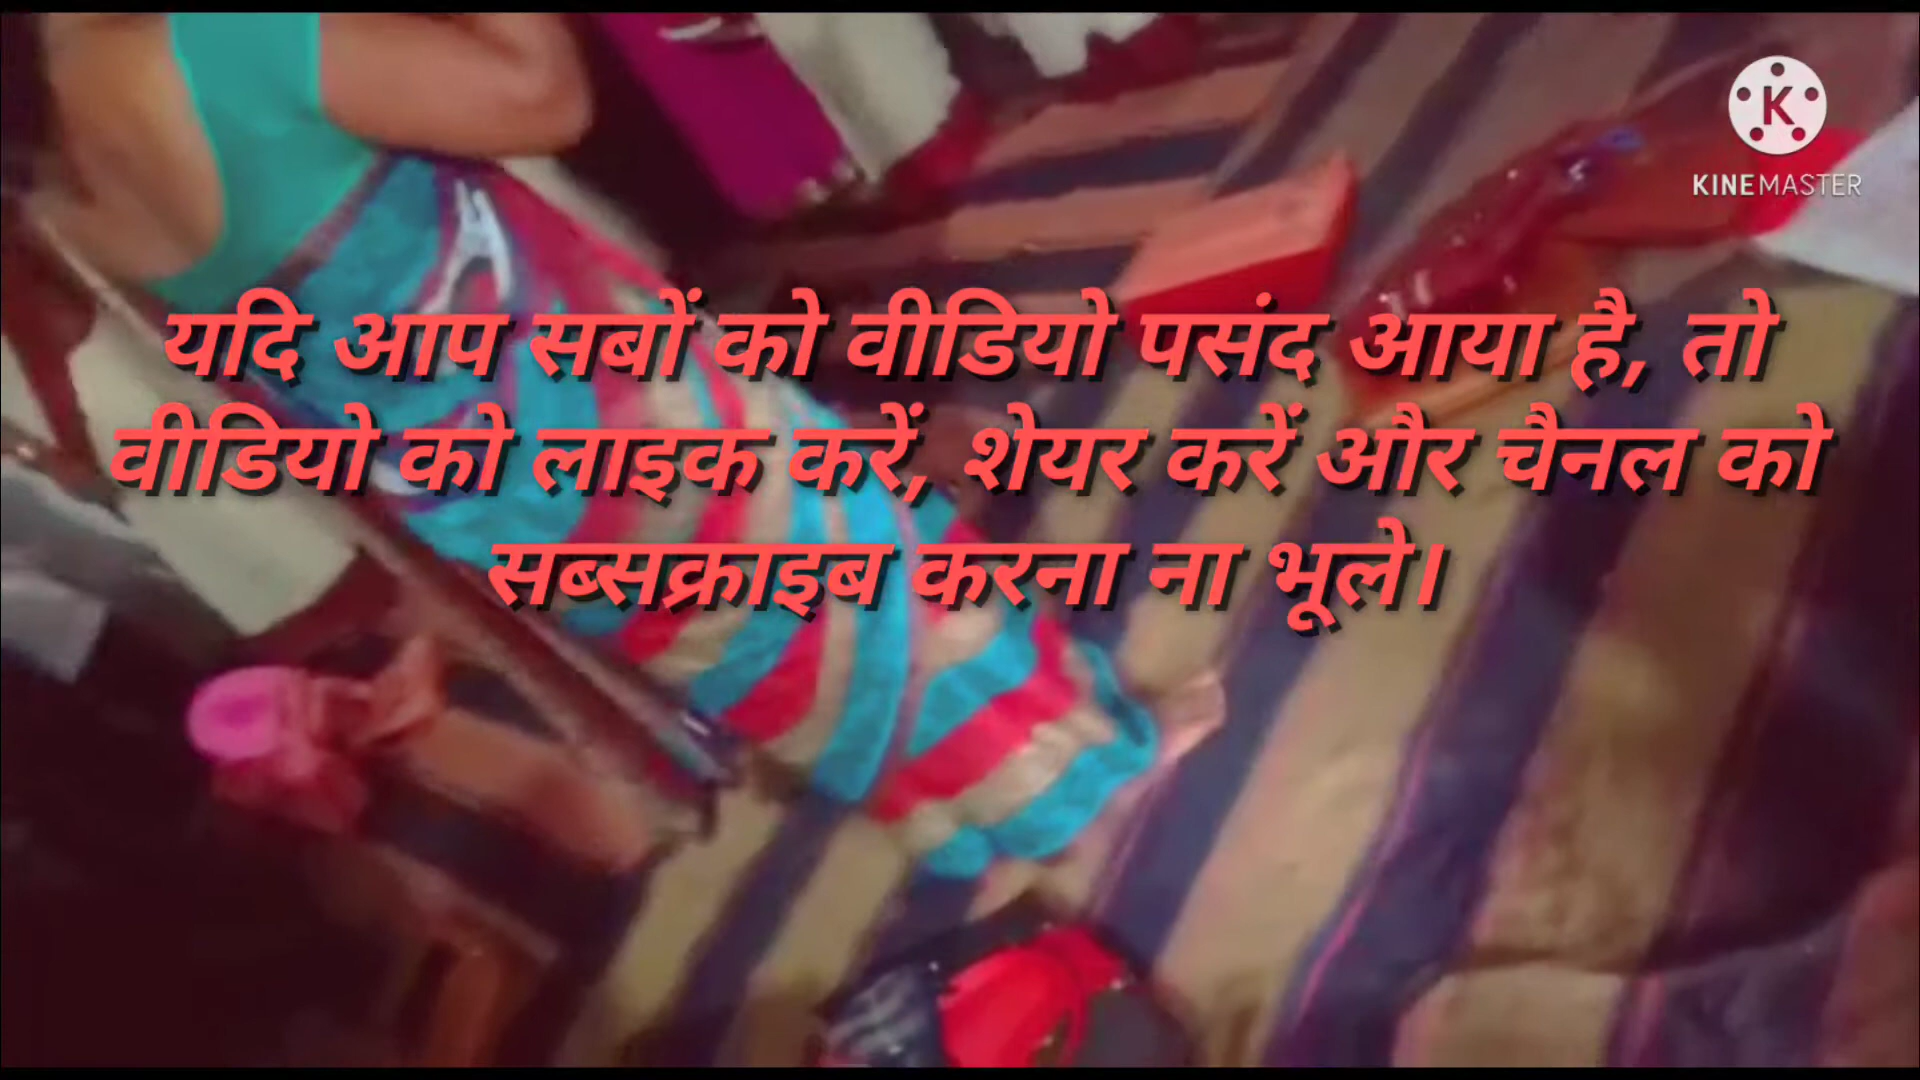 KINEMASTER
यदि आप सबों को वीडियो पसंद आया है, तो
वीडियो को लाइक करें, शेयर करें और चैनल को
सब्सक्राइब करना ना भूले।